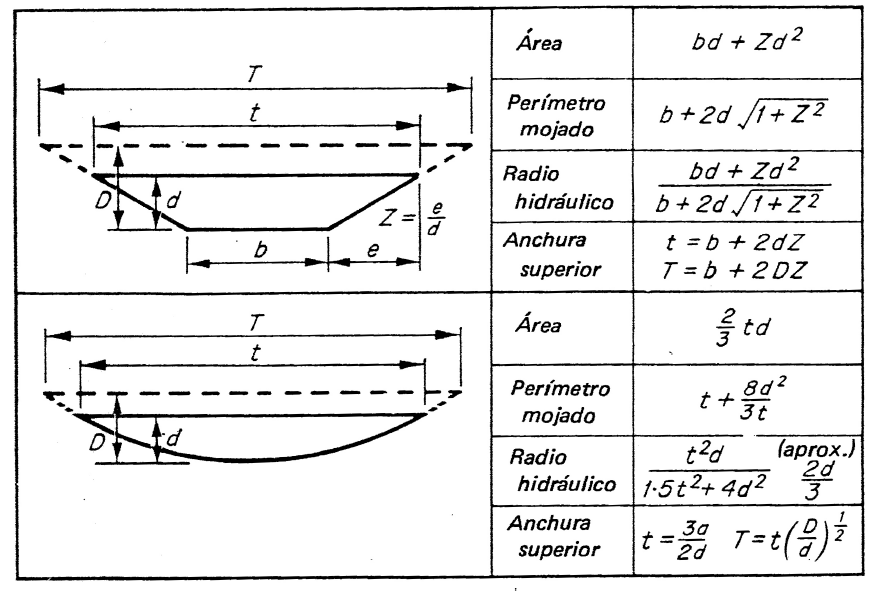 T
t
D
d
Z = e/d
b
e
Área
bd + Zd²
Perímetro
mojado
b + 2d √(1 + Z²)
Radio
hidráulico
(bd + Zd²) / (b + 2d √(1 + Z²))
Anchura
superior
t = b + 2dZ
T = b + 2DZ
T
t
D
d
Área
2/3 td
Perímetro
mojado
t + 8d²/3t
Radio
hidráulico
t²d / (1·5t² + 4d²)
(aprox.)
2d/3
Anchura
superior
t = 3a/2d T = t(D/d)^1/2